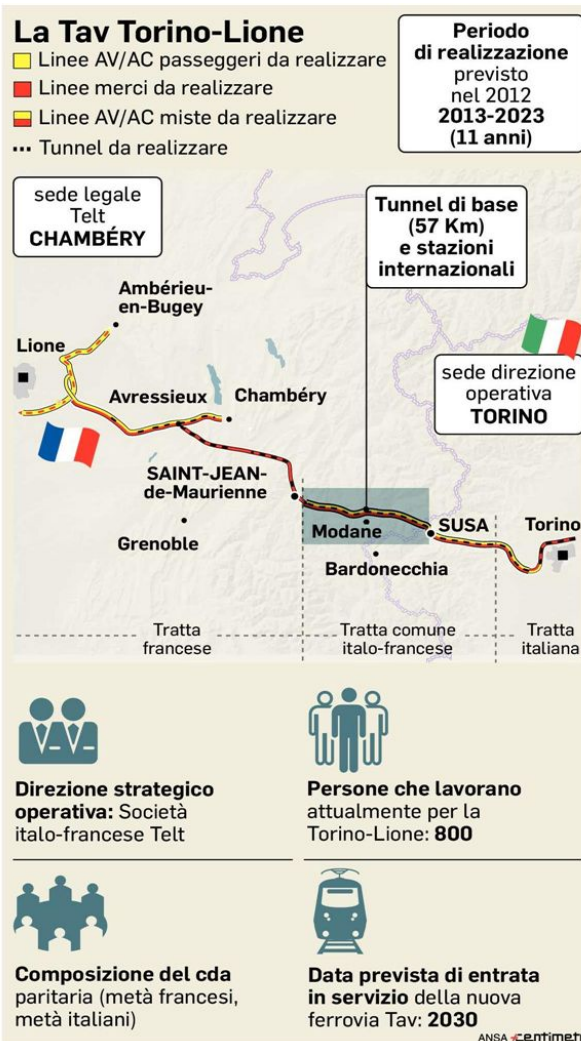 La Tav Torino-Lione
Linee AV/AC passeggeri da realizzare
Linee merci da realizzare
Linee AV/AC miste da realizzare
Tunnel da realizzare
Periodo
di realizzazione
previsto
nel 2012
2013-2023
(11 anni)
sede legale
Telt
CHAMBÉRY
Tunnel di base
(57 Km)
e stazioni
internazionali
Ambérieu-
en-Bugey
Lione
sede direzione
operativa
TORINO
Avressieux
Chambéry
SAINT-JEAN-
de-Maurienne
Grenoble
Modane
SUSA
Torino
Bardonecchia
Tratta
francese
Tratta comune
italo-francese
Tratta
italiana
Direzione strategico
operativa: Società
italo-francese Telt
Persone che lavorano
attualmente per la
Torino-Lione: 800
Composizione del cda
paritaria (metà francesi,
metà italiani)
Data prevista di entrata
in servizio della nuova
ferrovia Tav: 2030
ANSA centimetri